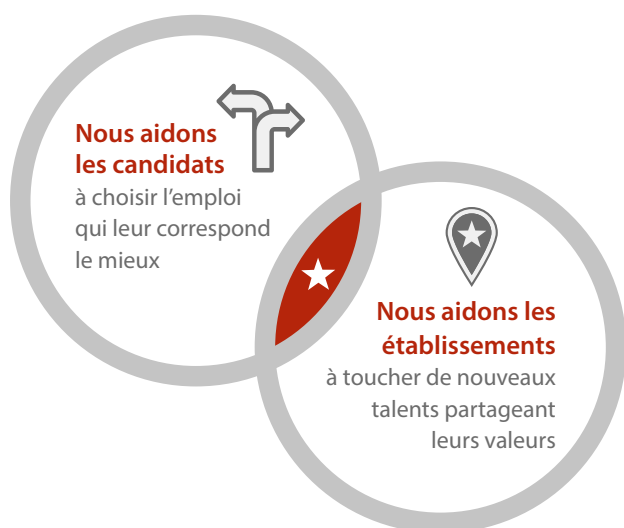 Nous aidons
les candidats
à choisir l’emploi
qui leur correspond
le mieux
Nous aidons les
établissements
à toucher de nouveaux
talents partageant
leurs valeurs